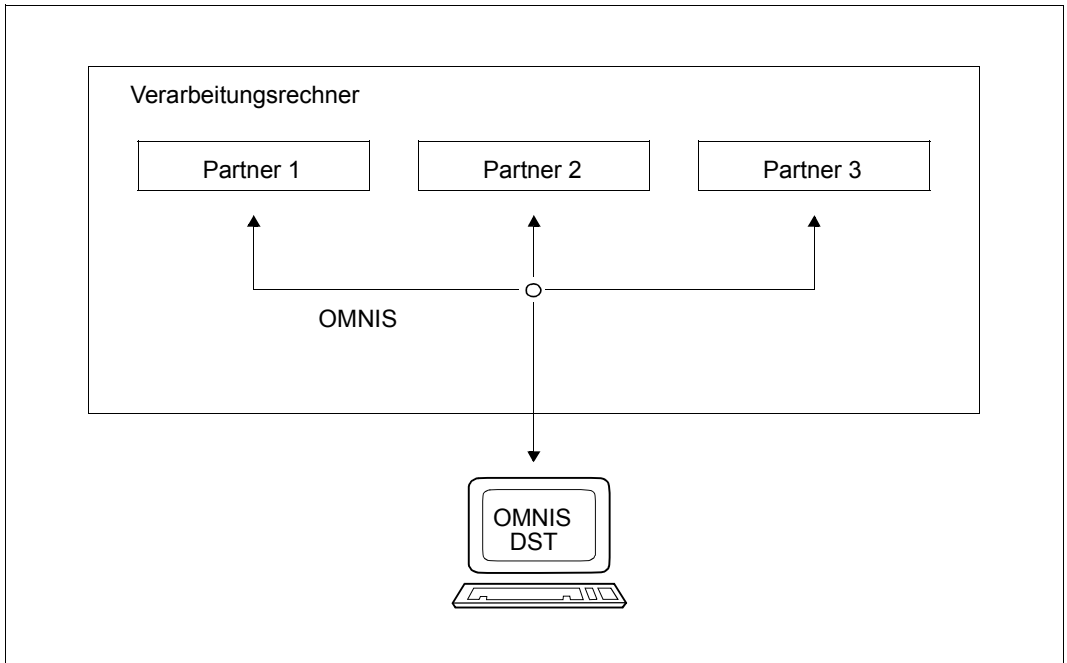 Verarbeitungsrechner
Partner 1
Partner 2
Partner 3
OMNIS
OMNIS
DST